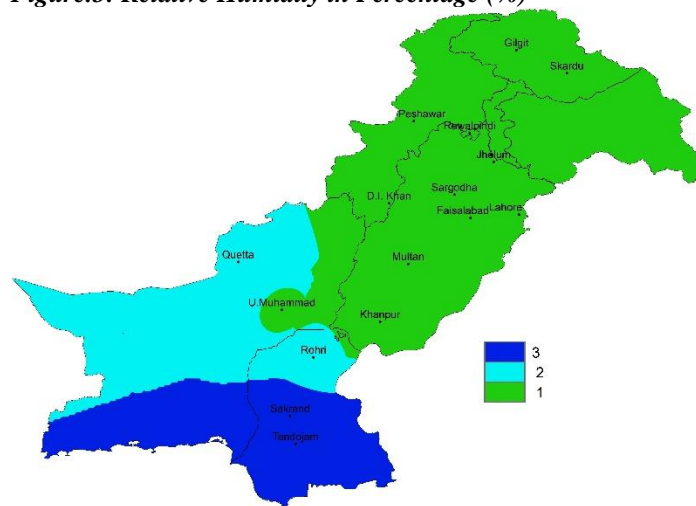 Figure.3: Relative Humidity in Percentage (%)
Gilgit
Skardu
Peshawar
Rawalpindi
Jhelum
Sargodha
D.I. Khan
Lahore
Faisalabad
Quetta
Multan
U.Muhammad
Khanpur
Rohri
3
2
1
Sakrand
Tandojam